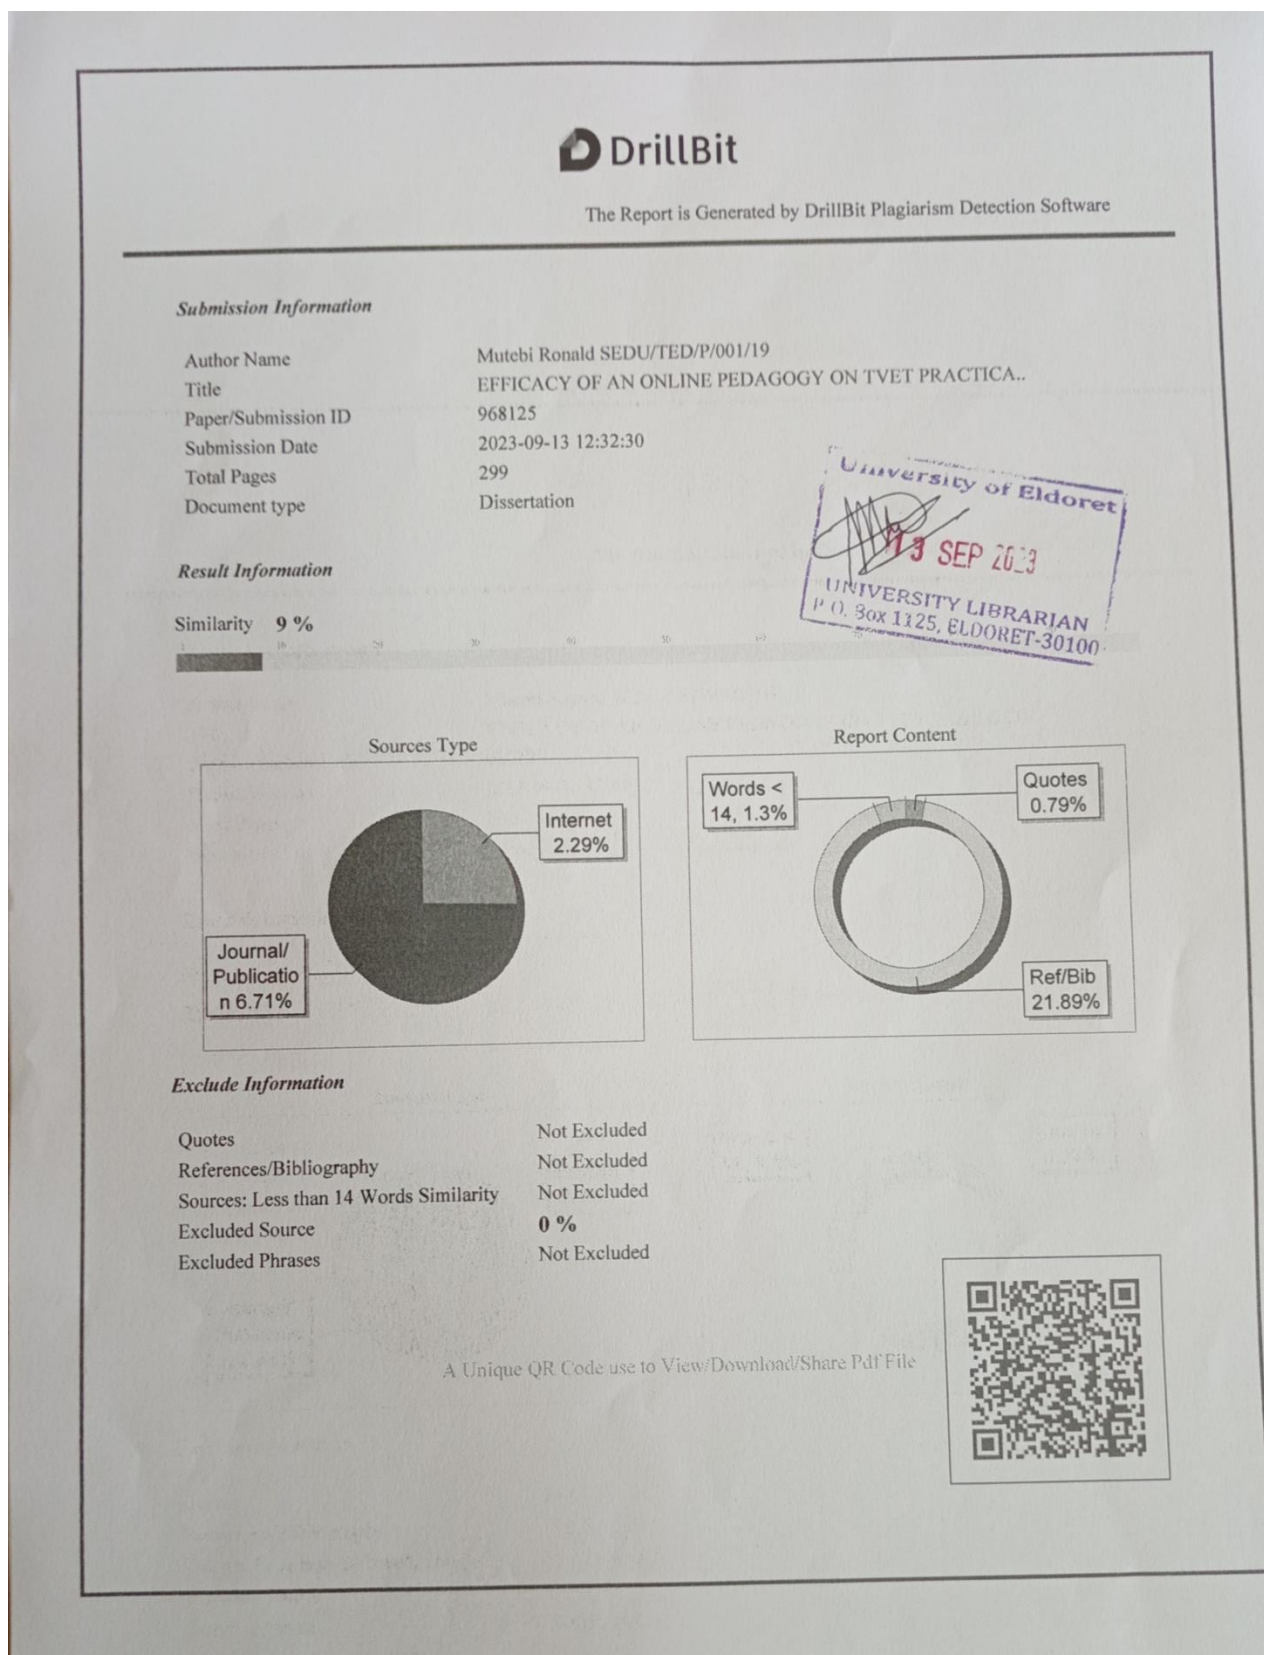 DrillBit
The Report is Generated by DrillBit Plagiarism Detection Software
Submission Information
Author Name Mutebi Ronald SEDU/TED/P/001/19
Title EFFICACY OF AN ONLINE PEDAGOGY ON TVET PRACTICA..
Paper/Submission ID 968125
Submission Date 2023-09-13 12:32:30
Total Pages 299
Document type Dissertation
University of Eldoret
13 SEP 2023
UNIVERSITY LIBRARIAN
P.O. Box 1125, ELDORET-30100
Result Information
Similarity 9 %
Sources Type
Internet
2.29%
Journal/
Publicatio
n 6.71%
Report Content
Words <
14, 1.3%
Quotes
0.79%
Ref/Bib
21.89%
Exclude Information
Quotes Not Excluded
References/Bibliography Not Excluded
Sources: Less than 14 Words Similarity Not Excluded
Excluded Source 0 %
Excluded Phrases Not Excluded
A Unique QR Code use to View/Download/Share Pdf File